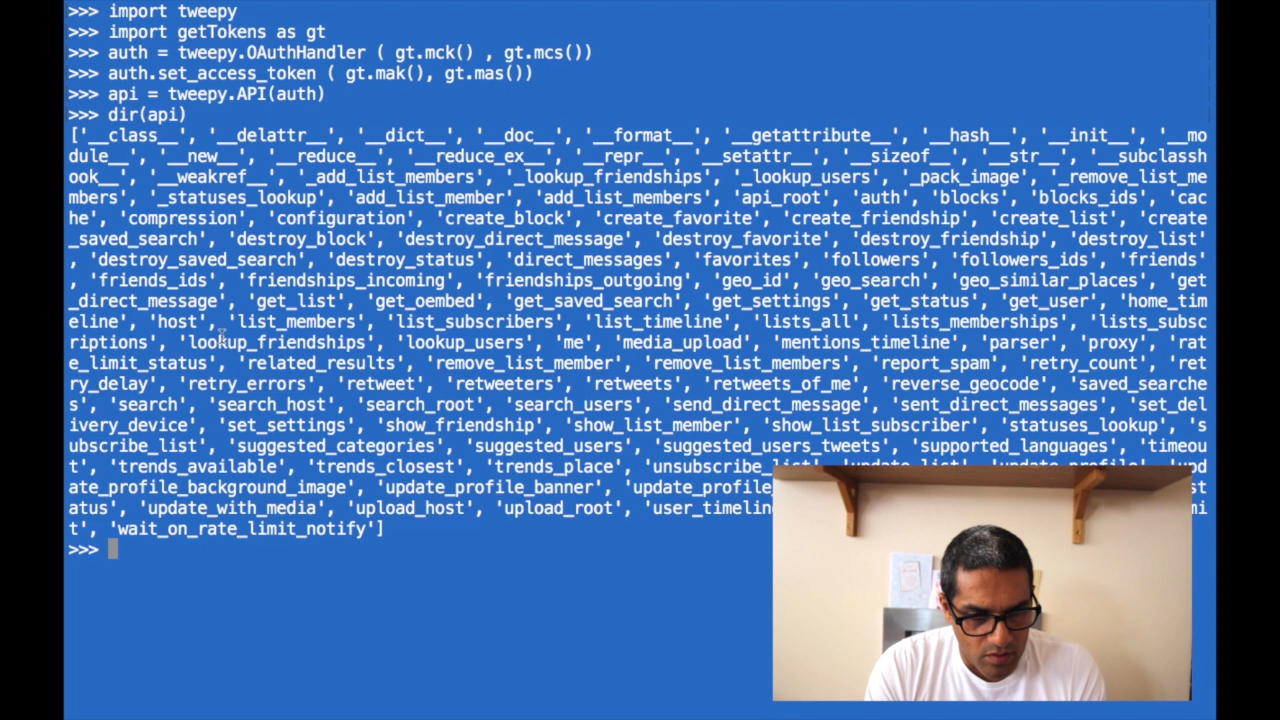 >>> import tweepy
>>> import getTokens as gt
>>> auth = tweepy.OAuthHandler ( gt.mck() , gt.mcs())
>>> auth.set_access_token ( gt.mak(), gt.mas())
>>> api = tweepy.API(auth)
>>> dir(api)
['__class__', '__delattr__', '__dict__', '__doc__', '__format__', '__getattribute__', '__hash__', '__init__', '__mo
dule__', '__new__', '__reduce__', '__reduce_ex__', '__repr__', '__setattr__', '__sizeof__', '__str__', '__subclassh
ook__', '__weakref__', '_add_list_members', '_lookup_friendships', '_lookup_users', '_pack_image', '_remove_list_me
mbers', '_statuses_lookup', 'add_list_member', 'add_list_members', 'api_root', 'auth', 'blocks', 'blocks_ids', 'cac
he', 'compression', 'configuration', 'create_block', 'create_favorite', 'create_friendship', 'create_list', 'create
_saved_search', 'destroy_block', 'destroy_direct_message', 'destroy_favorite', 'destroy_friendship', 'destroy_list'
, 'destroy_saved_search', 'destroy_status', 'direct_messages', 'favorites', 'followers', 'followers_ids', 'friends'
, 'friends_ids', 'friendships_incoming', 'friendships_outgoing', 'geo_id', 'geo_search', 'geo_similar_places', 'get
_direct_message', 'get_list', 'get_oembed', 'get_saved_search', 'get_settings', 'get_status', 'get_user', 'home_tim
eline', 'host', 'list_members', 'list_subscribers', 'list_timeline', 'lists_all', 'lists_memberships', 'lists_subsc
riptions', 'lookup_friendships', 'lookup_users', 'me', 'media_upload', 'mentions_timeline', 'parser', 'proxy', 'rat
e_limit_status', 'related_results', 'remove_list_member', 'remove_list_members', 'report_spam', 'retry_count', 'ret
ry_delay', 'retry_errors', 'retweet', 'retweeters', 'retweets', 'retweets_of_me', 'reverse_geocode', 'saved_searche
s', 'search', 'search_host', 'search_root', 'search_users', 'send_direct_message', 'sent_direct_messages', 'set_del
ivery_device', 'set_settings', 'show_friendship', 'show_list_member', 'show_list_subscriber', 'statuses_lookup', 's
ubscribe_list', 'suggested_categories', 'suggested_users', 'suggested_users_tweets', 'supported_languages', 'timeou
t', 'trends_available', 'trends_closest', 'trends_place', 'unsubscribe_list', 'update_list', 'update_profile', 'upd
ate_profile_background_image', 'update_profile_banner', 'update_profile_ st
atus', 'update_with_media', 'upload_host', 'upload_root', 'user_timeline mi
t', 'wait_on_rate_limit_notify']
>>>